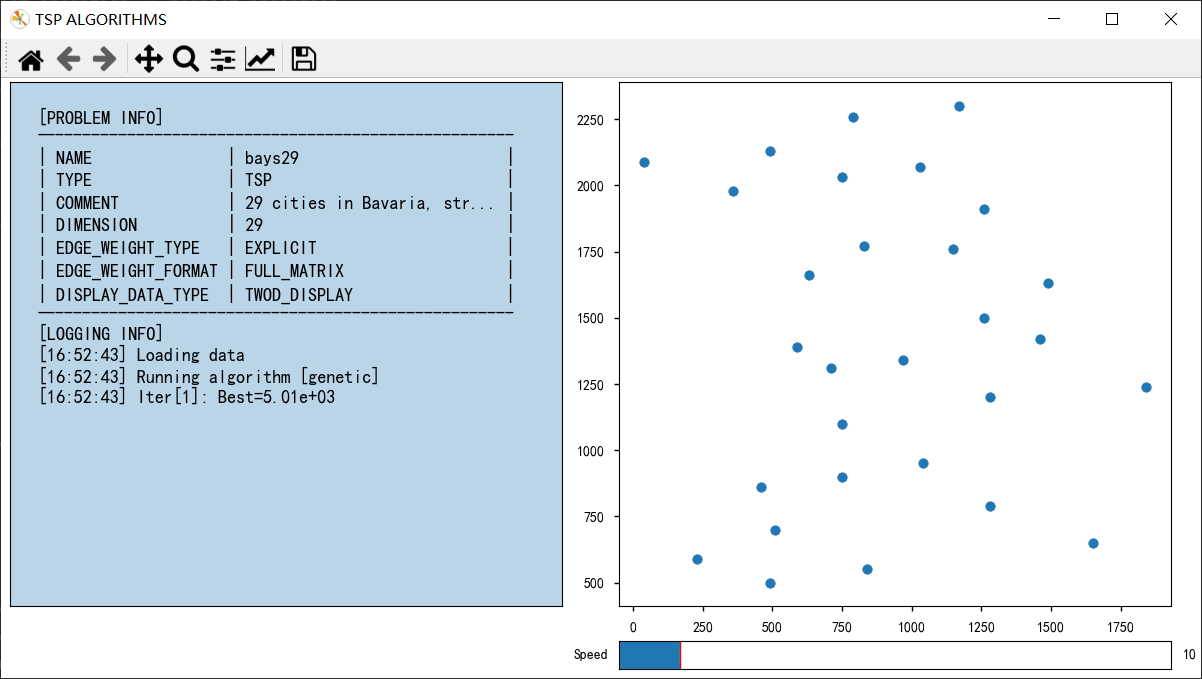 TSP ALGORITHMS
[PROBLEM INFO]
----------------------------------------------------
| NAME | bays29 |
| TYPE | TSP |
| COMMENT | 29 cities in Bavaria, str... |
| DIMENSION | 29 |
| EDGE_WEIGHT_TYPE | EXPLICIT |
| EDGE_WEIGHT_FORMAT | FULL_MATRIX |
| DISPLAY_DATA_TYPE | TWOD_DISPLAY |
----------------------------------------------------
[LOGGING INFO]
[16:52:43] Loading data
[16:52:43] Running algorithm [genetic]
[16:52:43] Iter[1]: Best=5.01e+03
2250
2000
1750
1500
1250
1000
750
500
0 250 500 750 1000 1250 1500 1750
Speed 10